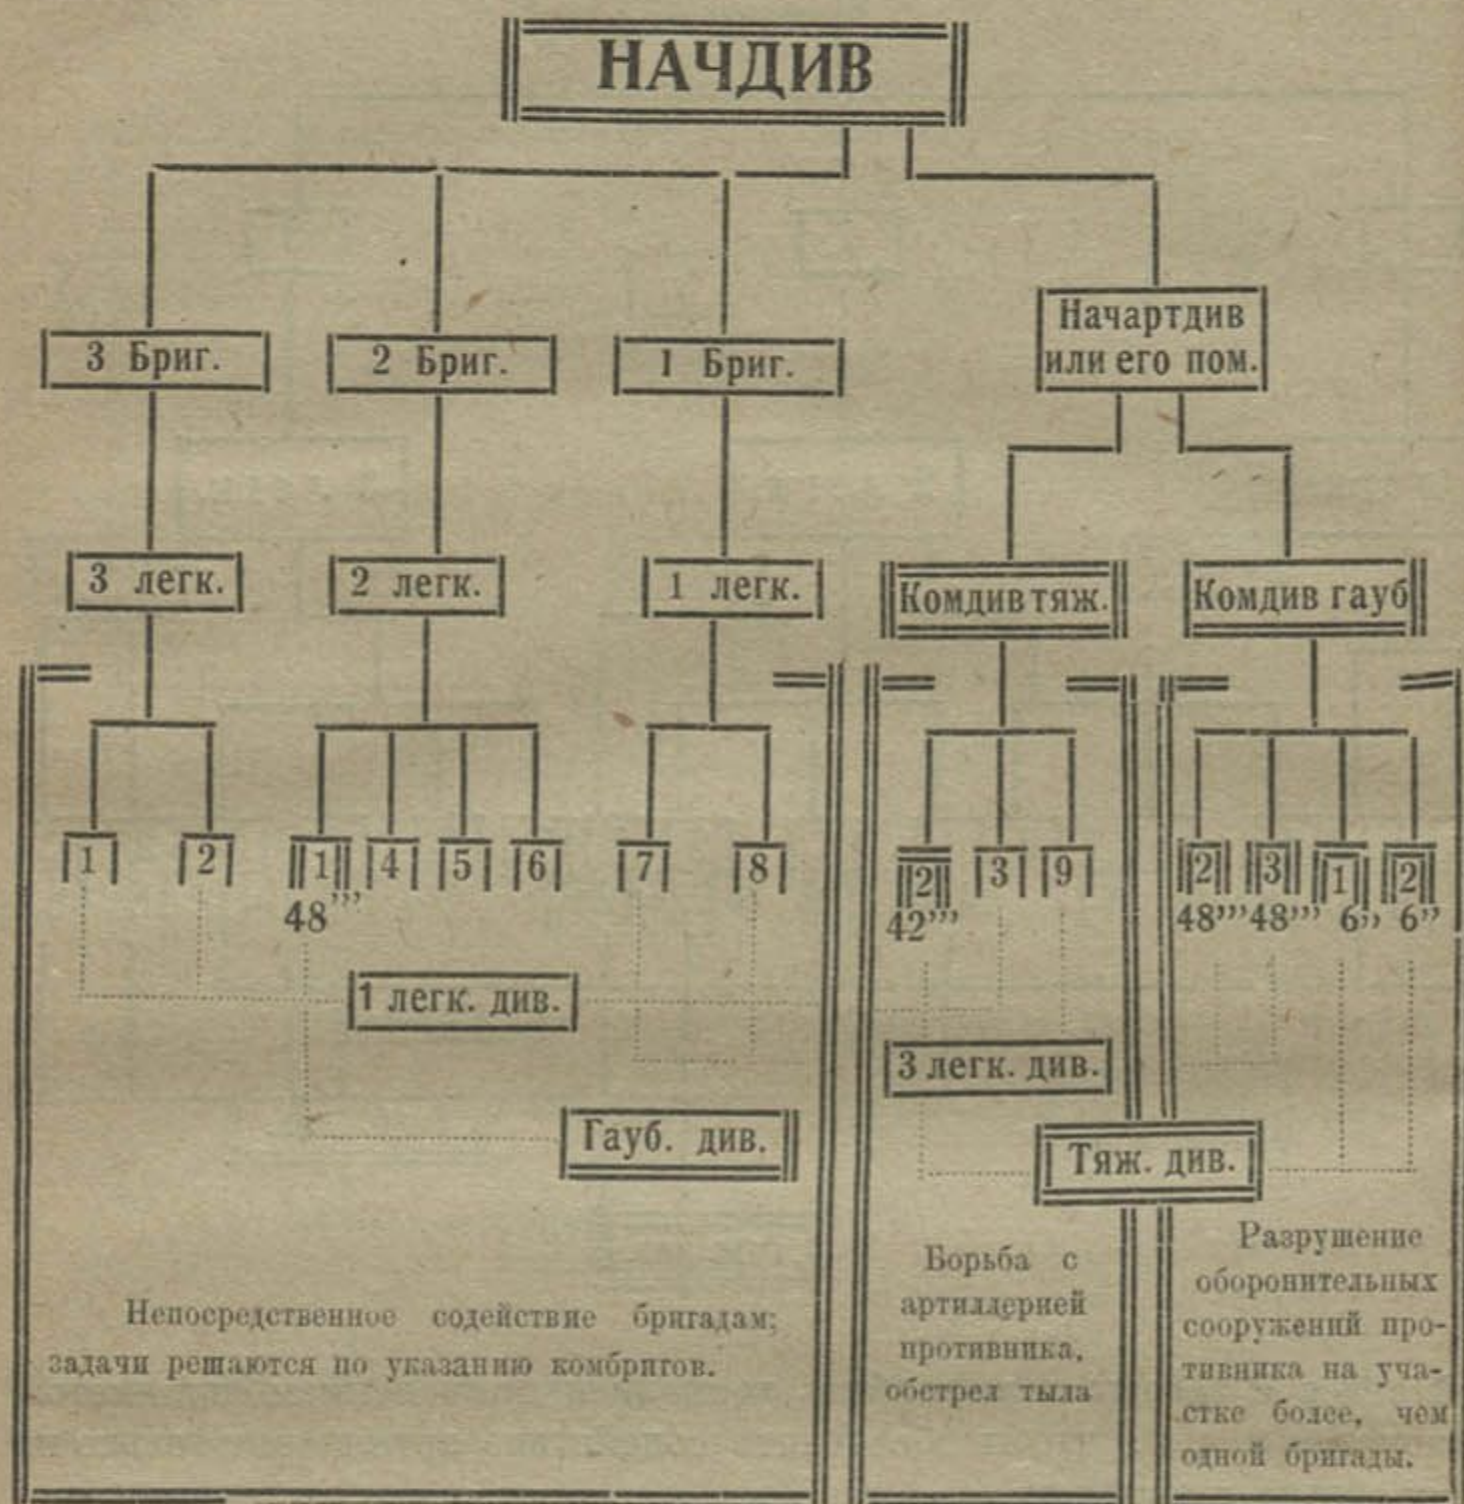 НАЧДИВ
3 Бриг.
2 Бриг.
1 Бриг.
Начартдив
или его пом.
3 легк.
2 легк.
1 легк.
Комдив тяж.
Комдив гауб
1 2 1 4 5 6 7 8 2 3 9 2 3 1 2
48''' 42''' 48''' 48''' 6,, 6”
1 легк. див.
3 легк. див.
Гауб. див.
Тяж. див.
Непосредственное содействие бригадам;
задачи решаются по указанию комбригов.
Борьба с
артиллерией
противника,
обстрел тыла
Разрушение
оборонительных
сооружений про-
тивника на уча-
стке более, чем
одной бригады.